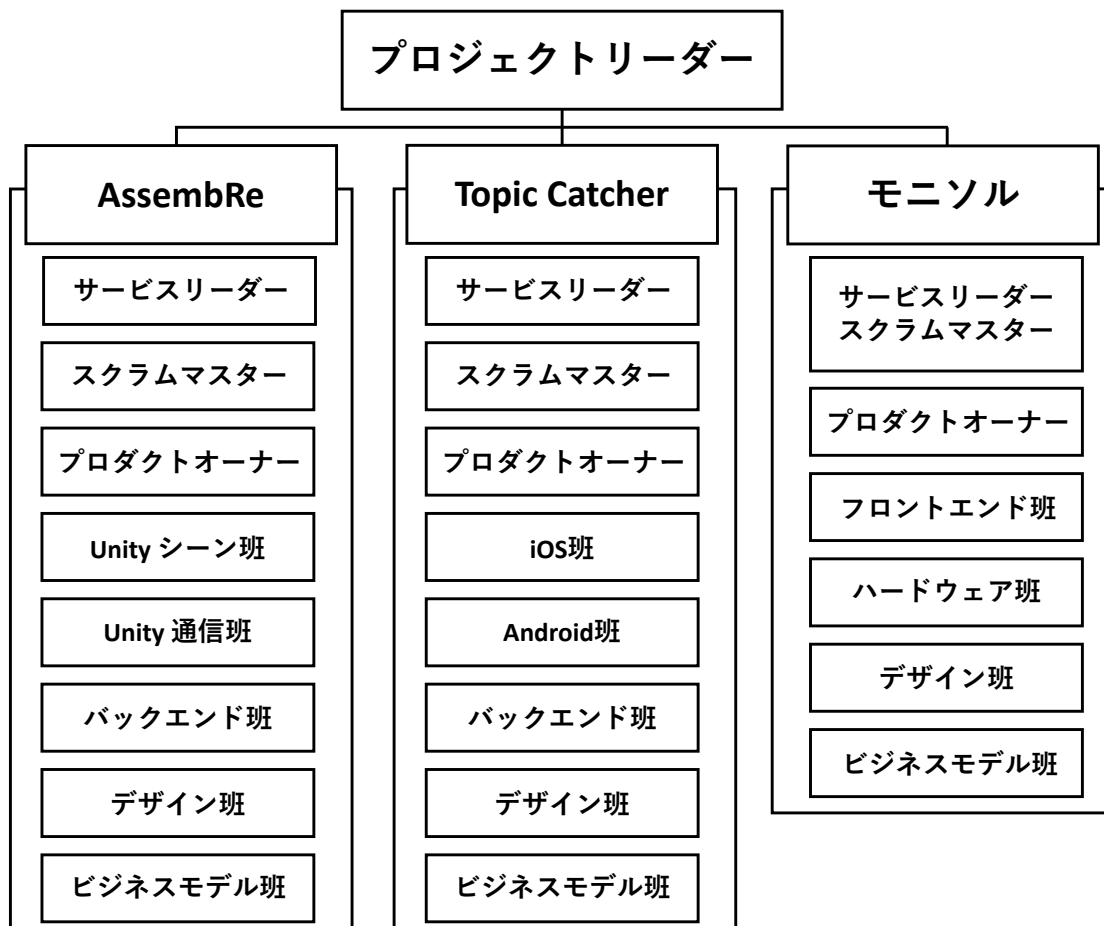 プロジェクトリーダー
AssembRe
サービスリーダー
スクラムマスター
プロダクトオーナー
Unity シーン班
Unity 通信班
バックエンド班
デザイン班
ビジネスモデル班
Topic Catcher
サービスリーダー
スクラムマスター
プロダクトオーナー
iOS班
Android班
バックエンド班
デザイン班
ビジネスモデル班
モニソル
サービスリーダー
スクラムマスター
プロダクトオーナー
フロントエンド班
ハードウェア班
デザイン班
ビジネスモデル班